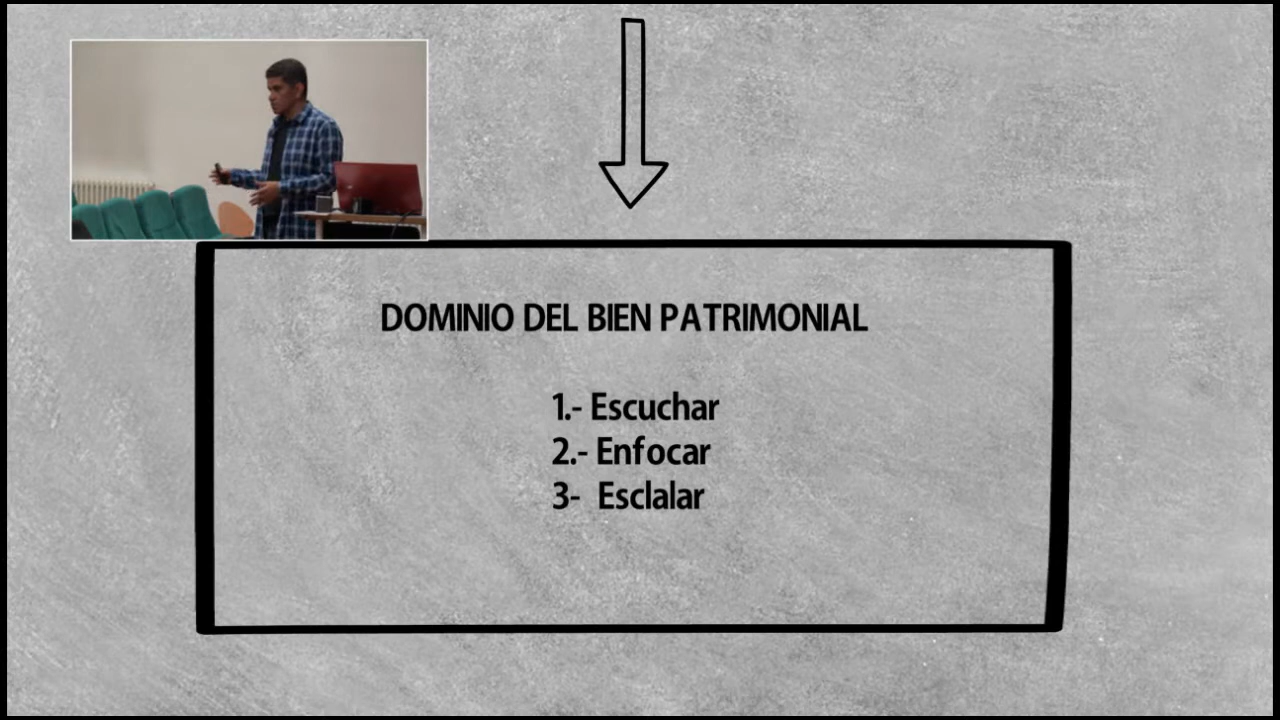 DOMINIO DEL BIEN PATRIMONIAL
1.- Escuchar
2.- Enfocar
3- Esclalar